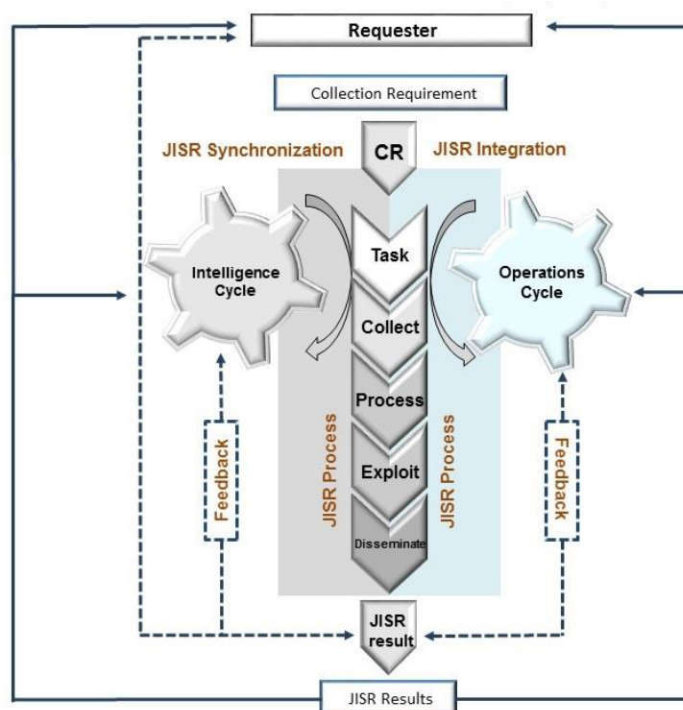 Requester
Collection Requirement
JISR Synchronization
CR
JISR Integration
Task
Intelligence
Cycle
Operations
Cycle
Collect
Process
Exploit
Disseminate
JISR Process
JISR Process
Feedback
Feedback
JISR
result
JISR Results